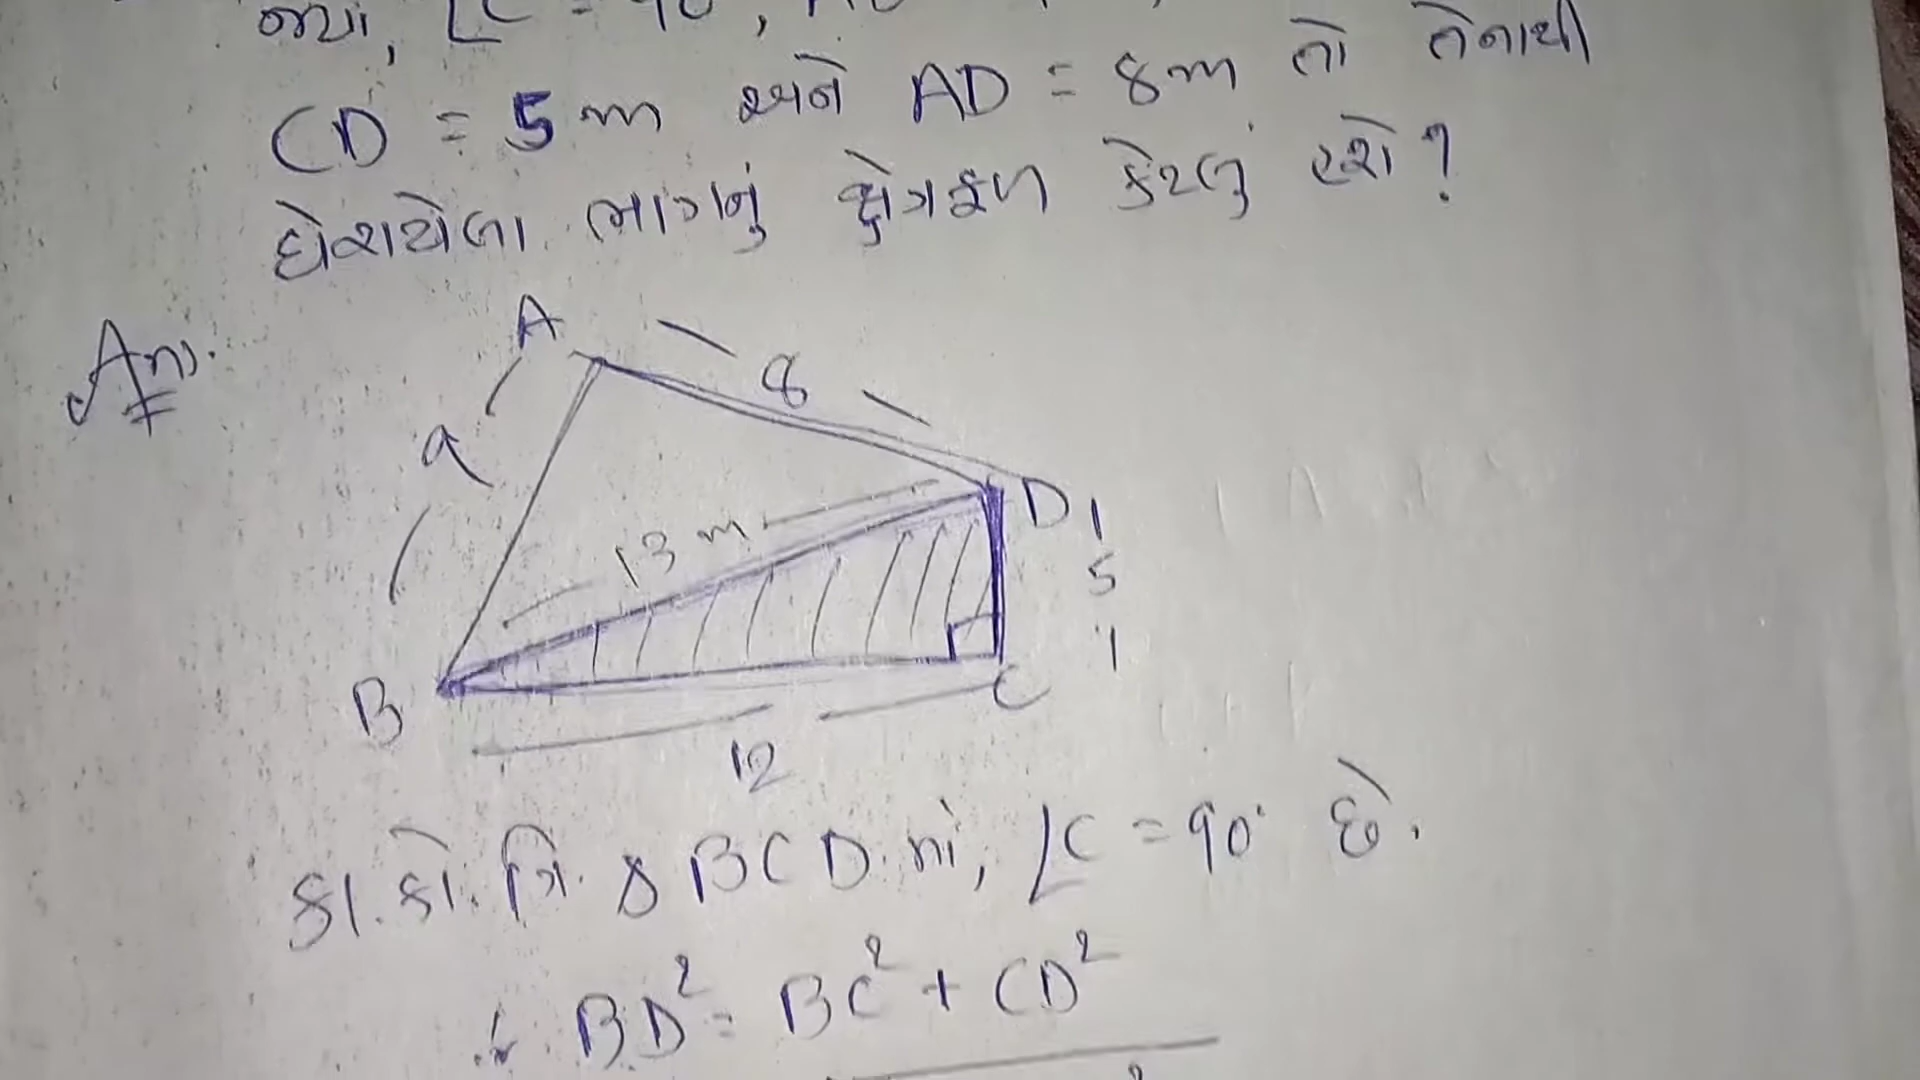 જ્યાં, ∠C = 90°,
CD = 5 m અને AD = 8 m તો તેનાથી
ઘેરાયેલા ભાગનું ક્ષેત્રફળ કેટલું હશે ?
Ans.
A
8
9
13 m
D
5
B
C
12
કા. કો. ત્રિ. Δ BCD માં, ∠C = 90° છે.
∴ BD² = BC² + CD²